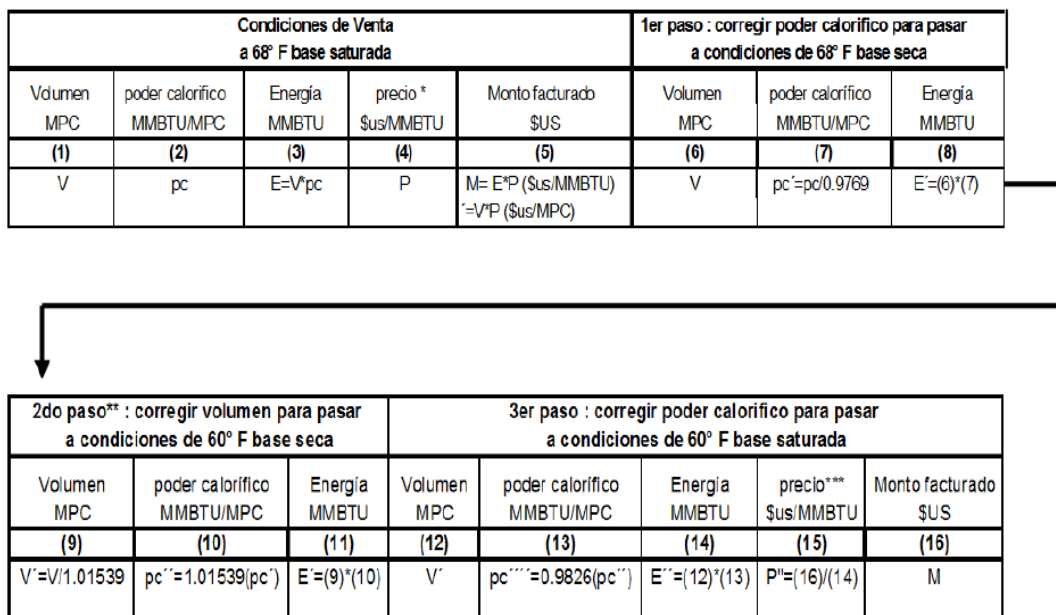 Condiciones de Venta
a 68° F base saturada
1er paso : corregir poder calorifico para pasar
a condiciones de 68° F base seca
Volumen MPC
poder calorifico MMBTU/MPC
Energía MMBTU
precio * $us/MMBTU
Monto facturado $US
Volumen MPC
poder calorífico MMBTU/MPC
Energía MMBTU
(1) (2) (3) (4) (5) (6) (7) (8)
V pc E=V*pc P M= E*P ($us/MMBTU) V pc´=pc/0.9769 E´=(6)*(7)
´=V*P ($us/MPC)
2do paso** : corregir volumen para pasar
a condiciones de 60° F base seca
3er paso : corregir poder calorifico para pasar
a condiciones de 60° F base saturada
Volumen MPC
poder calorífico MMBTU/MPC
Energía MMBTU
Volumen MPC
poder calorífico MMBTU/MPC
Energía MMBTU
precio*** $us/MMBTU
Monto facturado $US
(9) (10) (11) (12) (13) (14) (15) (16)
V´=V/1.01539 pc´´=1.01539(pc´) E´=(9)*(10) V´ pc´´´´=0.9826(pc´´) E´´=(12)*(13) P"=(16)/(14) M